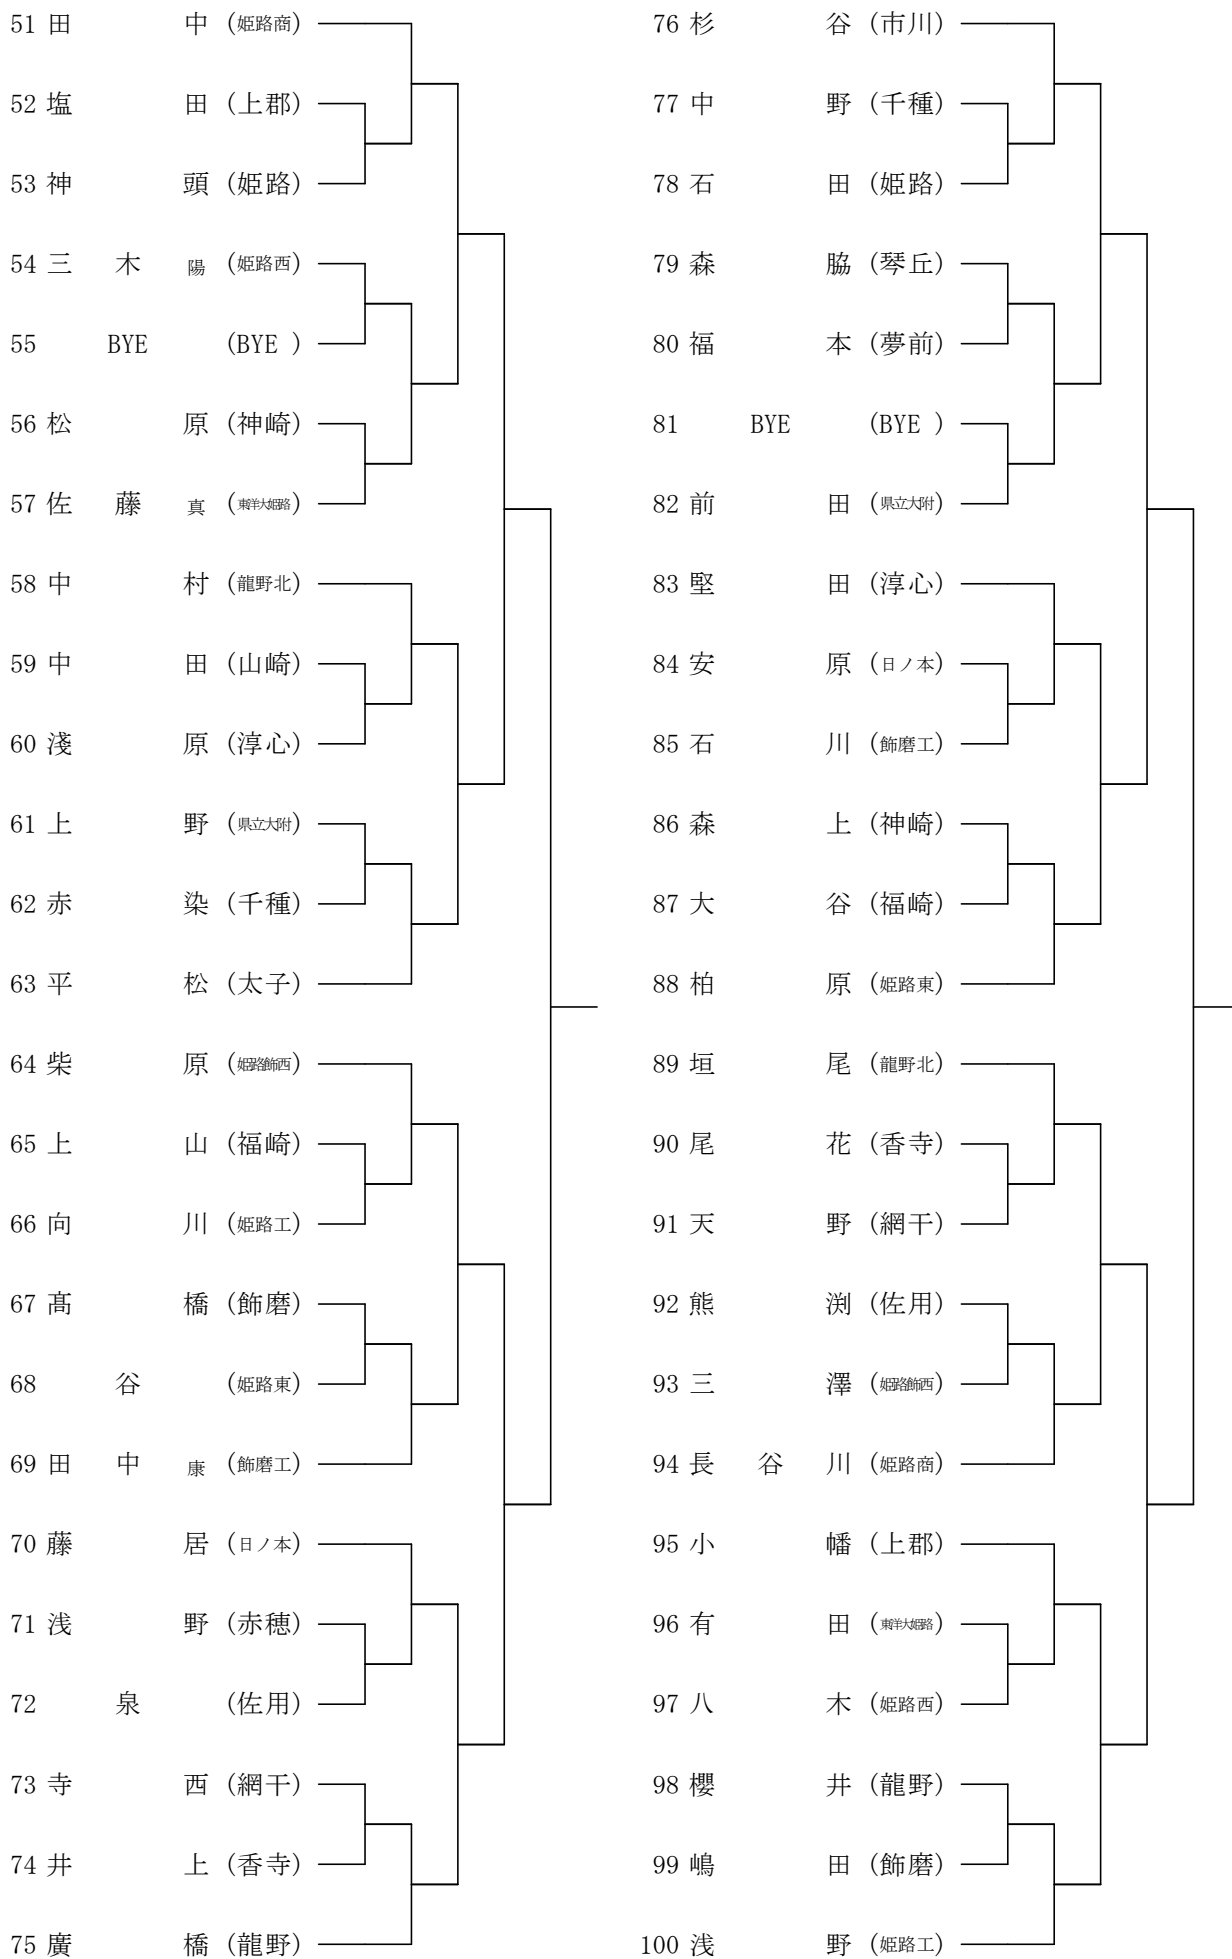 51 田中 (姫路商)
52 塩田 (上郡)
53 神頭 (姫路)
54 三木 陽 (姫路西)
55 BYE (BYE )
56 松原 (神崎)
57 佐藤 真 (東洋大姫路)
58 中村 (龍野北)
59 中田 (山崎)
60 淺原 (淳心)
61 上野 (県立大附)
62 赤染 (千種)
63 平松 (太子)
64 柴原 (姫路飾西)
65 上山 (福崎)
66 向川 (姫路工)
67 髙橋 (飾磨)
68 谷 (姫路東)
69 田中 康 (飾磨工)
70 藤居 (日ノ本)
71 浅野 (赤穂)
72 泉 (佐用)
73 寺西 (網干)
74 井上 (香寺)
75 廣橋 (龍野)
76 杉谷 (市川)
77 中野 (千種)
78 石田 (姫路)
79 森脇 (琴丘)
80 福本 (夢前)
81 BYE (BYE )
82 前田 (県立大附)
83 堅田 (淳心)
84 安原 (日ノ本)
85 石川 (飾磨工)
86 森上 (神崎)
87 大谷 (福崎)
88 柏原 (姫路東)
89 垣尾 (龍野北)
90 尾花 (香寺)
91 天野 (網干)
92 熊渕 (佐用)
93 三澤 (姫路飾西)
94 長谷川 (姫路商)
95 小幡 (上郡)
96 有田 (東洋大姫路)
97 八木 (姫路西)
98 櫻井 (龍野)
99 嶋田 (飾磨)
100 浅野 (姫路工)